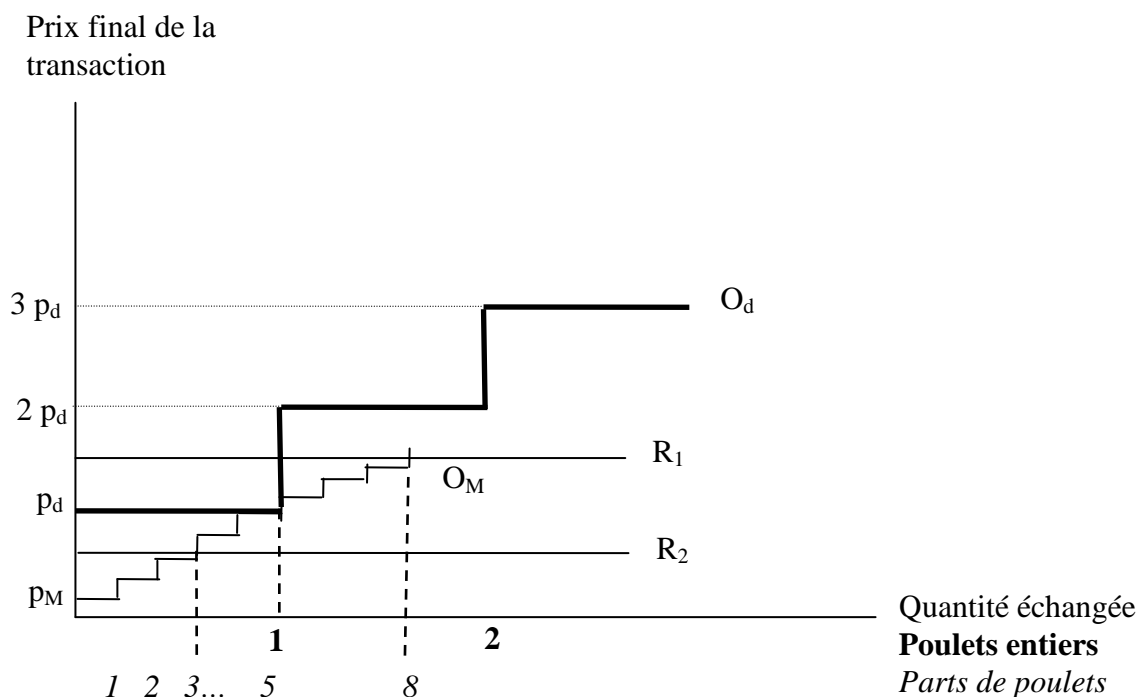 Prix final de la
transaction
3 pd
Od
2 pd
R1
OM
pd
R2
pM
Quantité échangée
1
2
Poulets entiers
1 2 3... 5 8
Parts de poulets